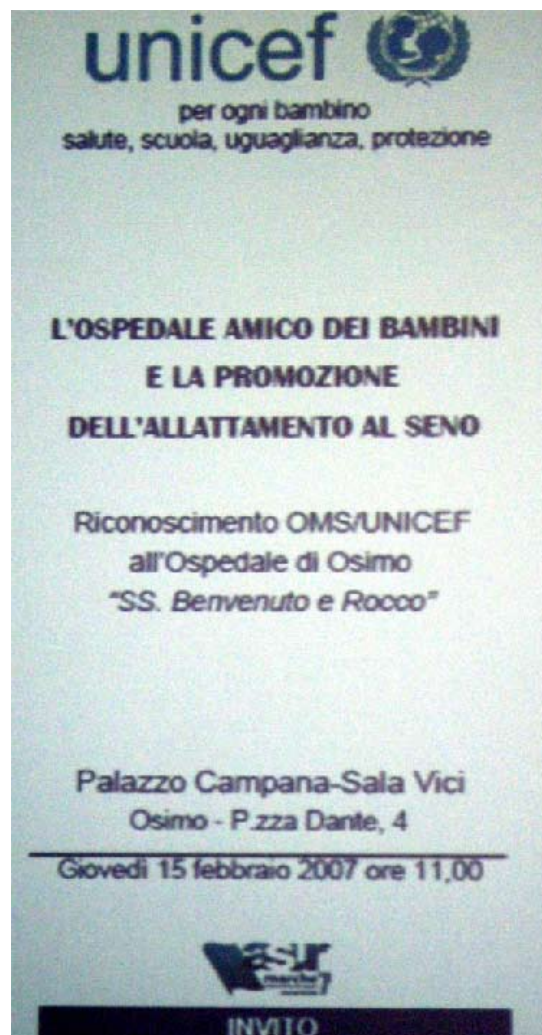 unicef
per ogni bambino
salute, scuola, uguaglianza, protezione
L'OSPEDALE AMICO DEI BAMBINI
E LA PROMOZIONE
DELL'ALLATTAMENTO AL SENO
Riconoscimento OMS/UNICEF
all'Ospedale di Osimo
"SS. Benvenuto e Rocco"
Palazzo Campana-Sala Vici
Osimo - P.zza Dante, 4
Giovedì 15 febbraio 2007 ore 11,00
asur
marche 7
INVITO